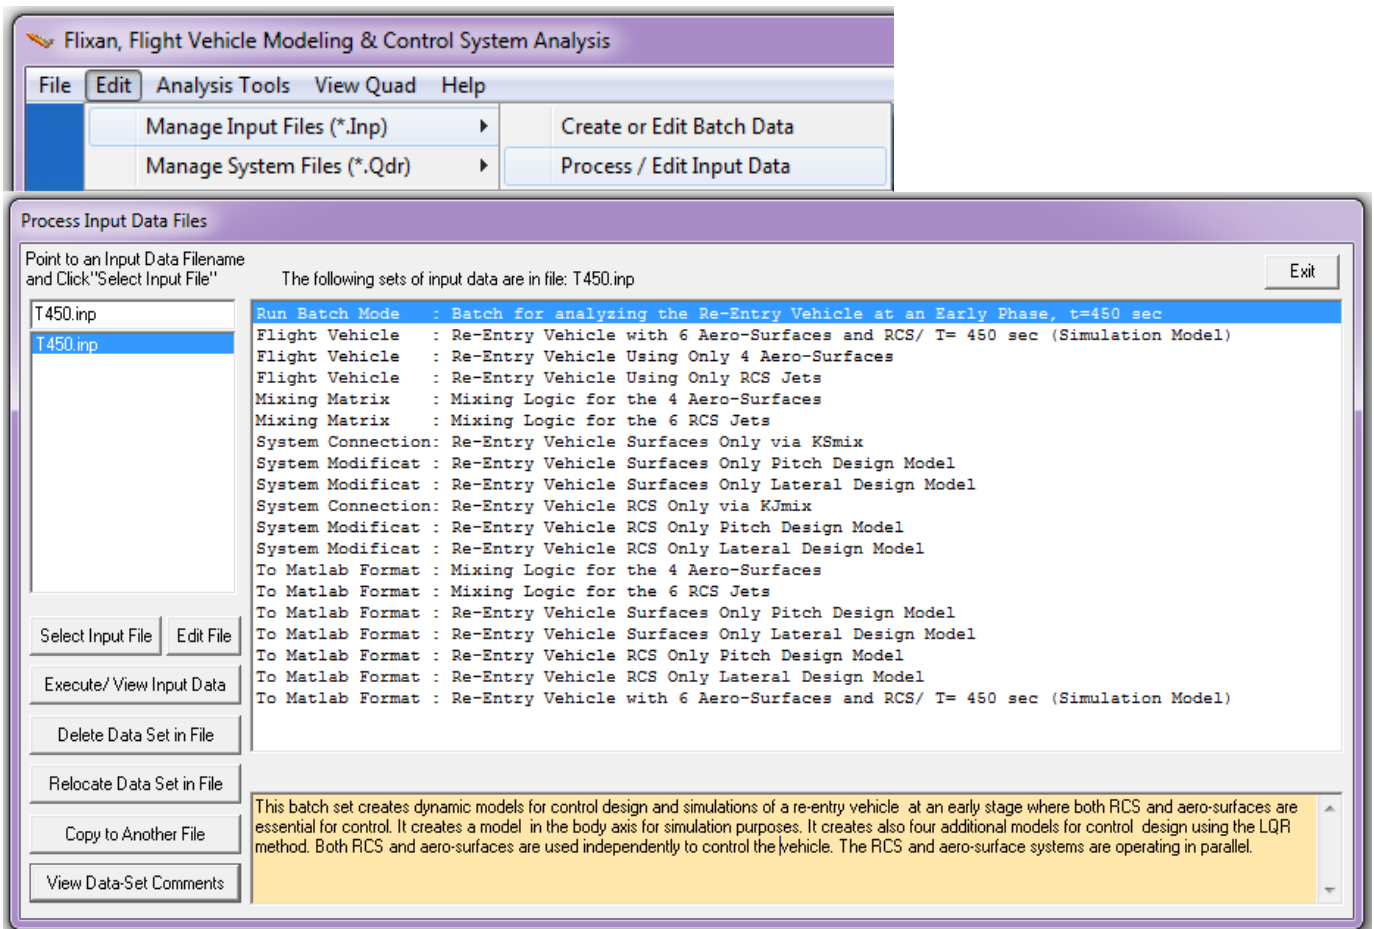 Flixan, Flight Vehicle Modeling & Control System Analysis
File Edit Analysis Tools View Quad Help
Manage Input Files (*.Inp) Create or Edit Batch Data
Manage System Files (*.Qdr) Process / Edit Input Data
Process Input Data Files
Point to an Input Data Filename
and Click"Select Input File"
The following sets of input data are in file: T450.inp
Exit
T450.inp
T450.inp
Run Batch Mode : Batch for analyzing the Re-Entry Vehicle at an Early Phase, t=450 sec
Flight Vehicle : Re-Entry Vehicle with 6 Aero-Surfaces and RCS/ T= 450 sec (Simulation Model)
Flight Vehicle : Re-Entry Vehicle Using Only 4 Aero-Surfaces
Flight Vehicle : Re-Entry Vehicle Using Only RCS Jets
Mixing Matrix : Mixing Logic for the 4 Aero-Surfaces
Mixing Matrix : Mixing Logic for the 6 RCS Jets
System Connection: Re-Entry Vehicle Surfaces Only via KSmix
System Modificat : Re-Entry Vehicle Surfaces Only Pitch Design Model
System Modificat : Re-Entry Vehicle Surfaces Only Lateral Design Model
System Connection: Re-Entry Vehicle RCS Only via KJmix
System Modificat : Re-Entry Vehicle RCS Only Pitch Design Model
System Modificat : Re-Entry Vehicle RCS Only Lateral Design Model
To Matlab Format : Mixing Logic for the 4 Aero-Surfaces
To Matlab Format : Mixing Logic for the 6 RCS Jets
To Matlab Format : Re-Entry Vehicle Surfaces Only Pitch Design Model
To Matlab Format : Re-Entry Vehicle Surfaces Only Lateral Design Model
To Matlab Format : Re-Entry Vehicle RCS Only Pitch Design Model
To Matlab Format : Re-Entry Vehicle RCS Only Lateral Design Model
To Matlab Format : Re-Entry Vehicle with 6 Aero-Surfaces and RCS/ T= 450 sec (Simulation Model)
Select Input File Edit File
Execute/ View Input Data
Delete Data Set in File
Relocate Data Set in File
Copy to Another File
View Data-Set Comments
This batch set creates dynamic models for control design and simulations of a re-entry vehicle at an early stage where both RCS and aero-surfaces are
essential for control. It creates a model in the body axis for simulation purposes. It creates also four additional models for control design using the LQR
method. Both RCS and aero-surfaces are used independently to control the vehicle. The RCS and aero-surface systems are operating in parallel.